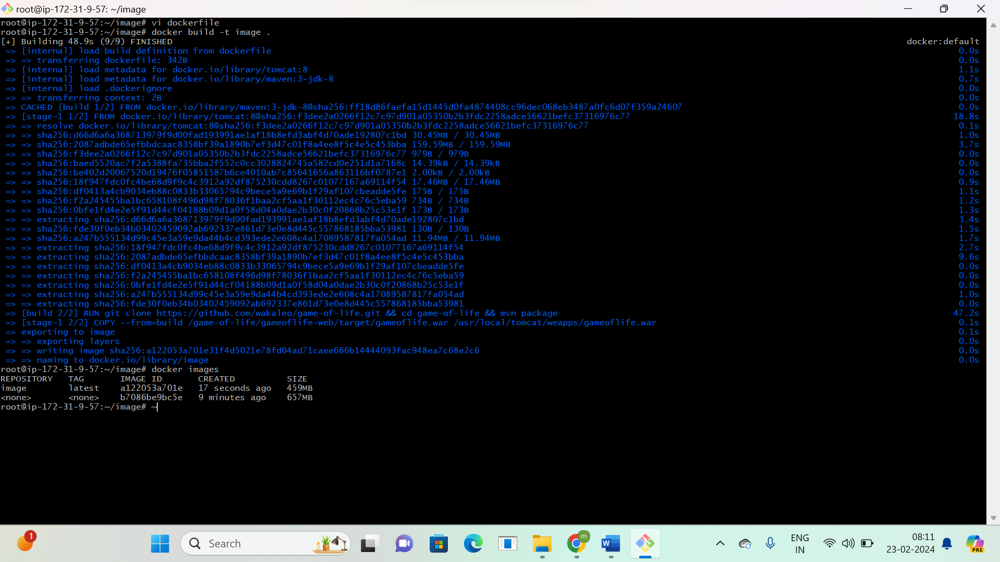 root@ip-172-31-9-57: ~/image
root@ip-172-31-9-57:~/image# vi dockerfile
root@ip-172-31-9-57:~/image# docker build -t image .
[+] Building 48.9s (9/9) FINISHED docker:default
=> [internal] load build definition from dockerfile 0.0s
=> => transferring dockerfile: 342B 0.0s
=> [internal] load metadata for docker.io/library/tomcat:8 1.1s
=> [internal] load metadata for docker.io/library/maven:3-jdk-8 0.7s
=> [internal] load .dockerignore 0.0s
=> => transferring context: 2B 0.0s
=> CACHED [build 1/2] FROM docker.io/library/maven:3-jdk-8@sha256:ff18d86faefa15d1445d0fa4874408cc96dec068eb3487a0fc6d07f359a24607 0.0s
=> [stage-1 1/2] FROM docker.io/library/tomcat:8@sha256:f3dee2a0266f12c7c97d901a05350b2b3fdc2258adce56621befc37316976c77 18.8s
=> => resolve docker.io/library/tomcat:8@sha256:f3dee2a0266f12c7c97d901a05350b2b3fdc2258adce56621befc37316976c77 0.1s
=> => sha256:d66d6a6a368713979f9d00fad193991ae1af18b8efd3abf4d70ade192807c1bd 30.45MB / 30.45MB 1.0s
=> => sha256:2087adbde65efbbdcaac8358bf39a1890b7ef3d47c01f8a4ee8f5c4e5c453bba 159.59MB / 159.59MB 3.7s
=> => sha256:f3dee2a0266f12c7c97d901a05350b2b3fdc2258adce56621befc37316976c77 979B / 979B 0.0s
=> => sha256:baed5520ac7f2a5388fa735bba2f552c0cc3028824745a582cd0e251d1a7168c 14.39kB / 14.39kB 0.0s
=> => sha256:be402d20067520d19476f05851587b6ce4010ab7c85641656a863116bf0787e1 2.00kB / 2.00kB 0.0s
=> => sha256:18f947fdc0fc4be68d9f9c4c3912a92df875230cdd8267c01077167a69114f54 17.46MB / 17.46MB 0.9s
=> => sha256:df0413a4cb9034eb88c0833b33065794c9bece5a9e69b1f29af107cbeadde5fe 175B / 175B 1.1s
=> => sha256:f2a245455ba1bc658108f496d98f78036f1baa2cf5aa1f30112ec4c76c5eba59 734B / 734B 1.2s
=> => sha256:0bfe1fd4e2e5f91d44cf04188b09d1a0f58d04a0dae2b30c0f20868b25c53e1f 173B / 173B 1.3s
=> => extracting sha256:d66d6a6a368713979f9d00fad193991ae1af18b8efd3abf4d70ade192807c1bd 3.4s
=> => sha256:fde30f0eb34b03402459092ab692337e861d73e0e8d445c557868185bba53981 130B / 130B 1.5s
=> => sha256:a247b555134d99c45e3a59e9da44b4cd393ede2e608c4a17089587817fa054ad 11.94MB / 11.94MB 1.7s
=> => extracting sha256:18f947fdc0fc4be68d9f9c4c3912a92df875230cdd8267c01077167a69114f54 2.7s
=> => extracting sha256:2087adbde65efbbdcaac8358bf39a1890b7ef3d47c01f8a4ee8f5c4e5c453bba 9.6s
=> => extracting sha256:df0413a4cb9034eb88c0833b33065794c9bece5a9e69b1f29af107cbeadde5fe 0.0s
=> => extracting sha256:f2a245455ba1bc658108f496d98f78036f1baa2cf5aa1f30112ec4c76c5eba59 0.0s
=> => extracting sha256:0bfe1fd4e2e5f91d44cf04188b09d1a0f58d04a0dae2b30c0f20868b25c53e1f 0.0s
=> => extracting sha256:a247b555134d99c45e3a59e9da44b4cd393ede2e608c4a17089587817fa054ad 1.0s
=> => extracting sha256:fde30f0eb34b03402459092ab692337e861d73e0e8d445c557868185bba53981 0.0s
=> [build 2/2] RUN git clone https://github.com/wakaleo/game-of-life.git && cd game-of-life && mvn package 47.2s
=> [stage-1 2/2] COPY --from=build /game-of-life/gameoflife-web/target/gameoflife.war /usr/local/tomcat/weapps/gameoflife.war 0.1s
=> exporting to image 0.1s
=> => exporting layers 0.0s
=> => writing image sha256:a122053a701e31f4d5021e78fd04ad71caee666b14444093fac948ea7c68e2c6 0.0s
=> => naming to docker.io/library/image 0.0s
root@ip-172-31-9-57:~/image# docker images
REPOSITORY TAG IMAGE ID CREATED SIZE
image latest a122053a701e 17 seconds ago 459MB
<none> <none> b7086be9bc5e 9 minutes ago 657MB
root@ip-172-31-9-57:~/image# ~
1
Search
m
W
ENG
IN
08:11
23-02-2024
PRE